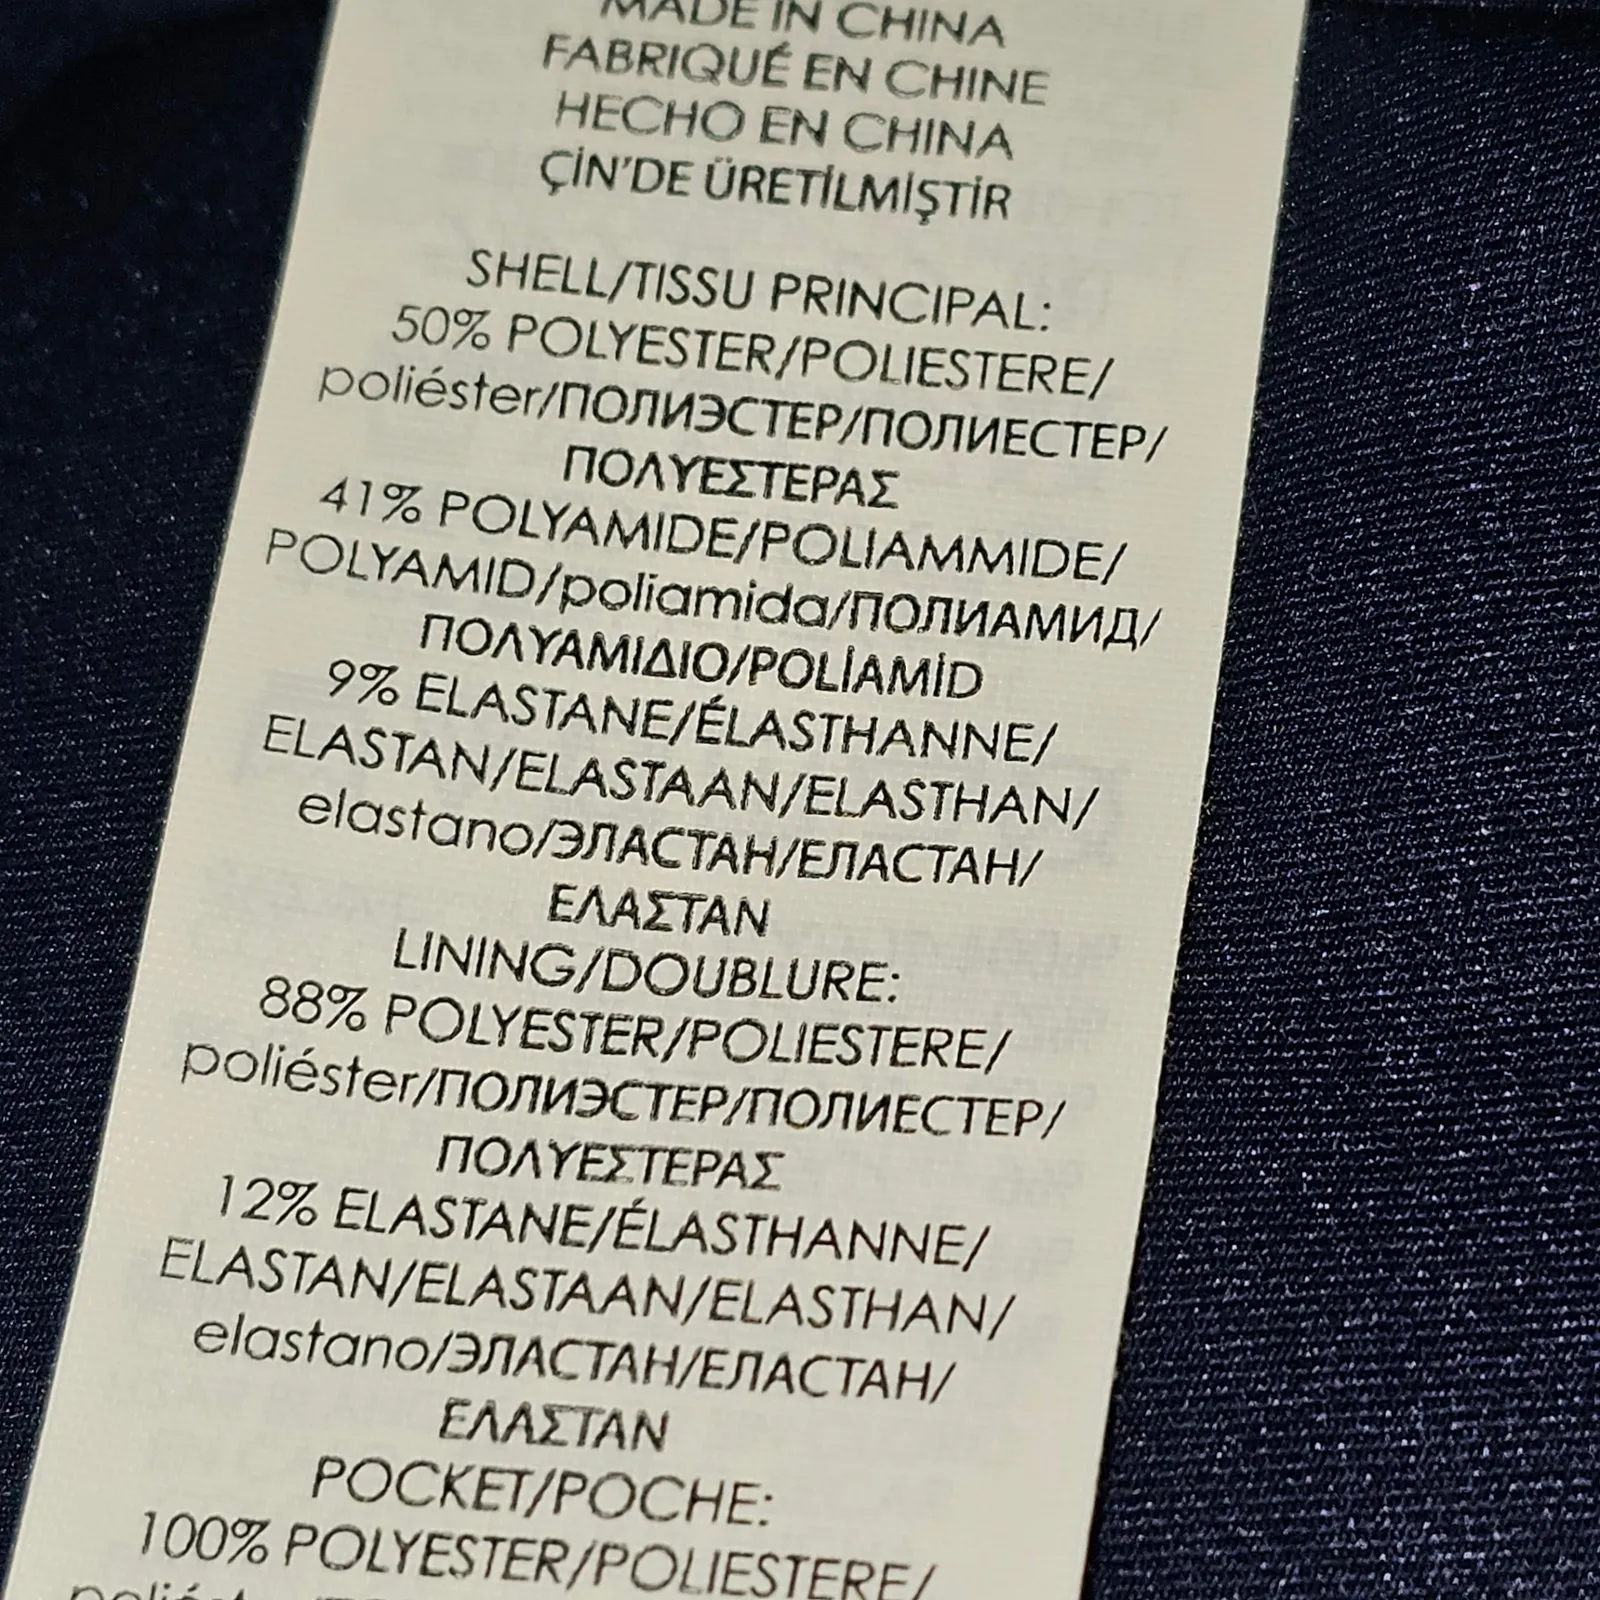 MADE IN CHINA
FABRIQUÉ EN CHINE
HECHO EN CHINA
ÇİN'DE ÜRETİLMİŞTİR
SHELL/TISSU PRINCIPAL:
50% POLYESTER/POLIESTERE/
poliéster/ПОЛИЭСТЕР/ПОЛИЕСТЕР/
ΠΟΛΥΕΣΤΕΡΑΣ
41% POLYAMIDE/POLIAMMIDE/
POLYAMID/poliamida/ПОЛИАМИД/
ΠΟΛΥΑΜΙΔΙΟ/POLİAMİD
9% ELASTANE/ÉLASTHANNE/
ELASTAN/ELASTAAN/ELASTHAN/
elastano/ЭЛАСТАН/ЕЛАСТАН/
ΕΛΑΣΤΑΝ
LINING/DOUBLURE:
88% POLYESTER/POLIESTERE/
poliéster/ПОЛИЭСТЕР/ПОЛИЕСТЕР/
ΠΟΛΥΕΣΤΕΡΑΣ
12% ELASTANE/ÉLASTHANNE/
ELASTAN/ELASTAAN/ELASTHAN/
elastano/ЭЛАСТАН/ЕЛАСТАН/
ΕΛΑΣΤΑΝ
POCKET/POCHE:
100% POLYESTER/POLIESTERE/